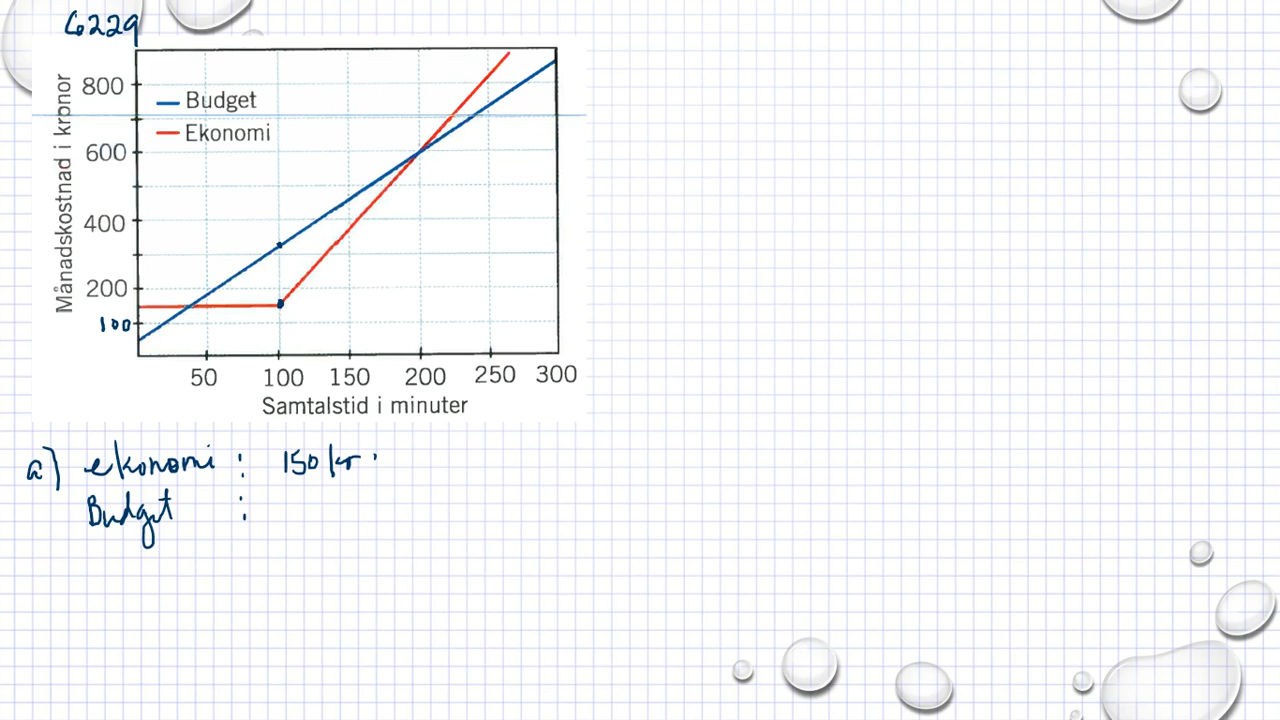 6229
Månadskostnad i kronor
800
600
400
200
100
Budget
Ekonomi
50 100 150 200 250 300
Samtalstid i minuter
a) ekonomi : 150 kr.
Budget :